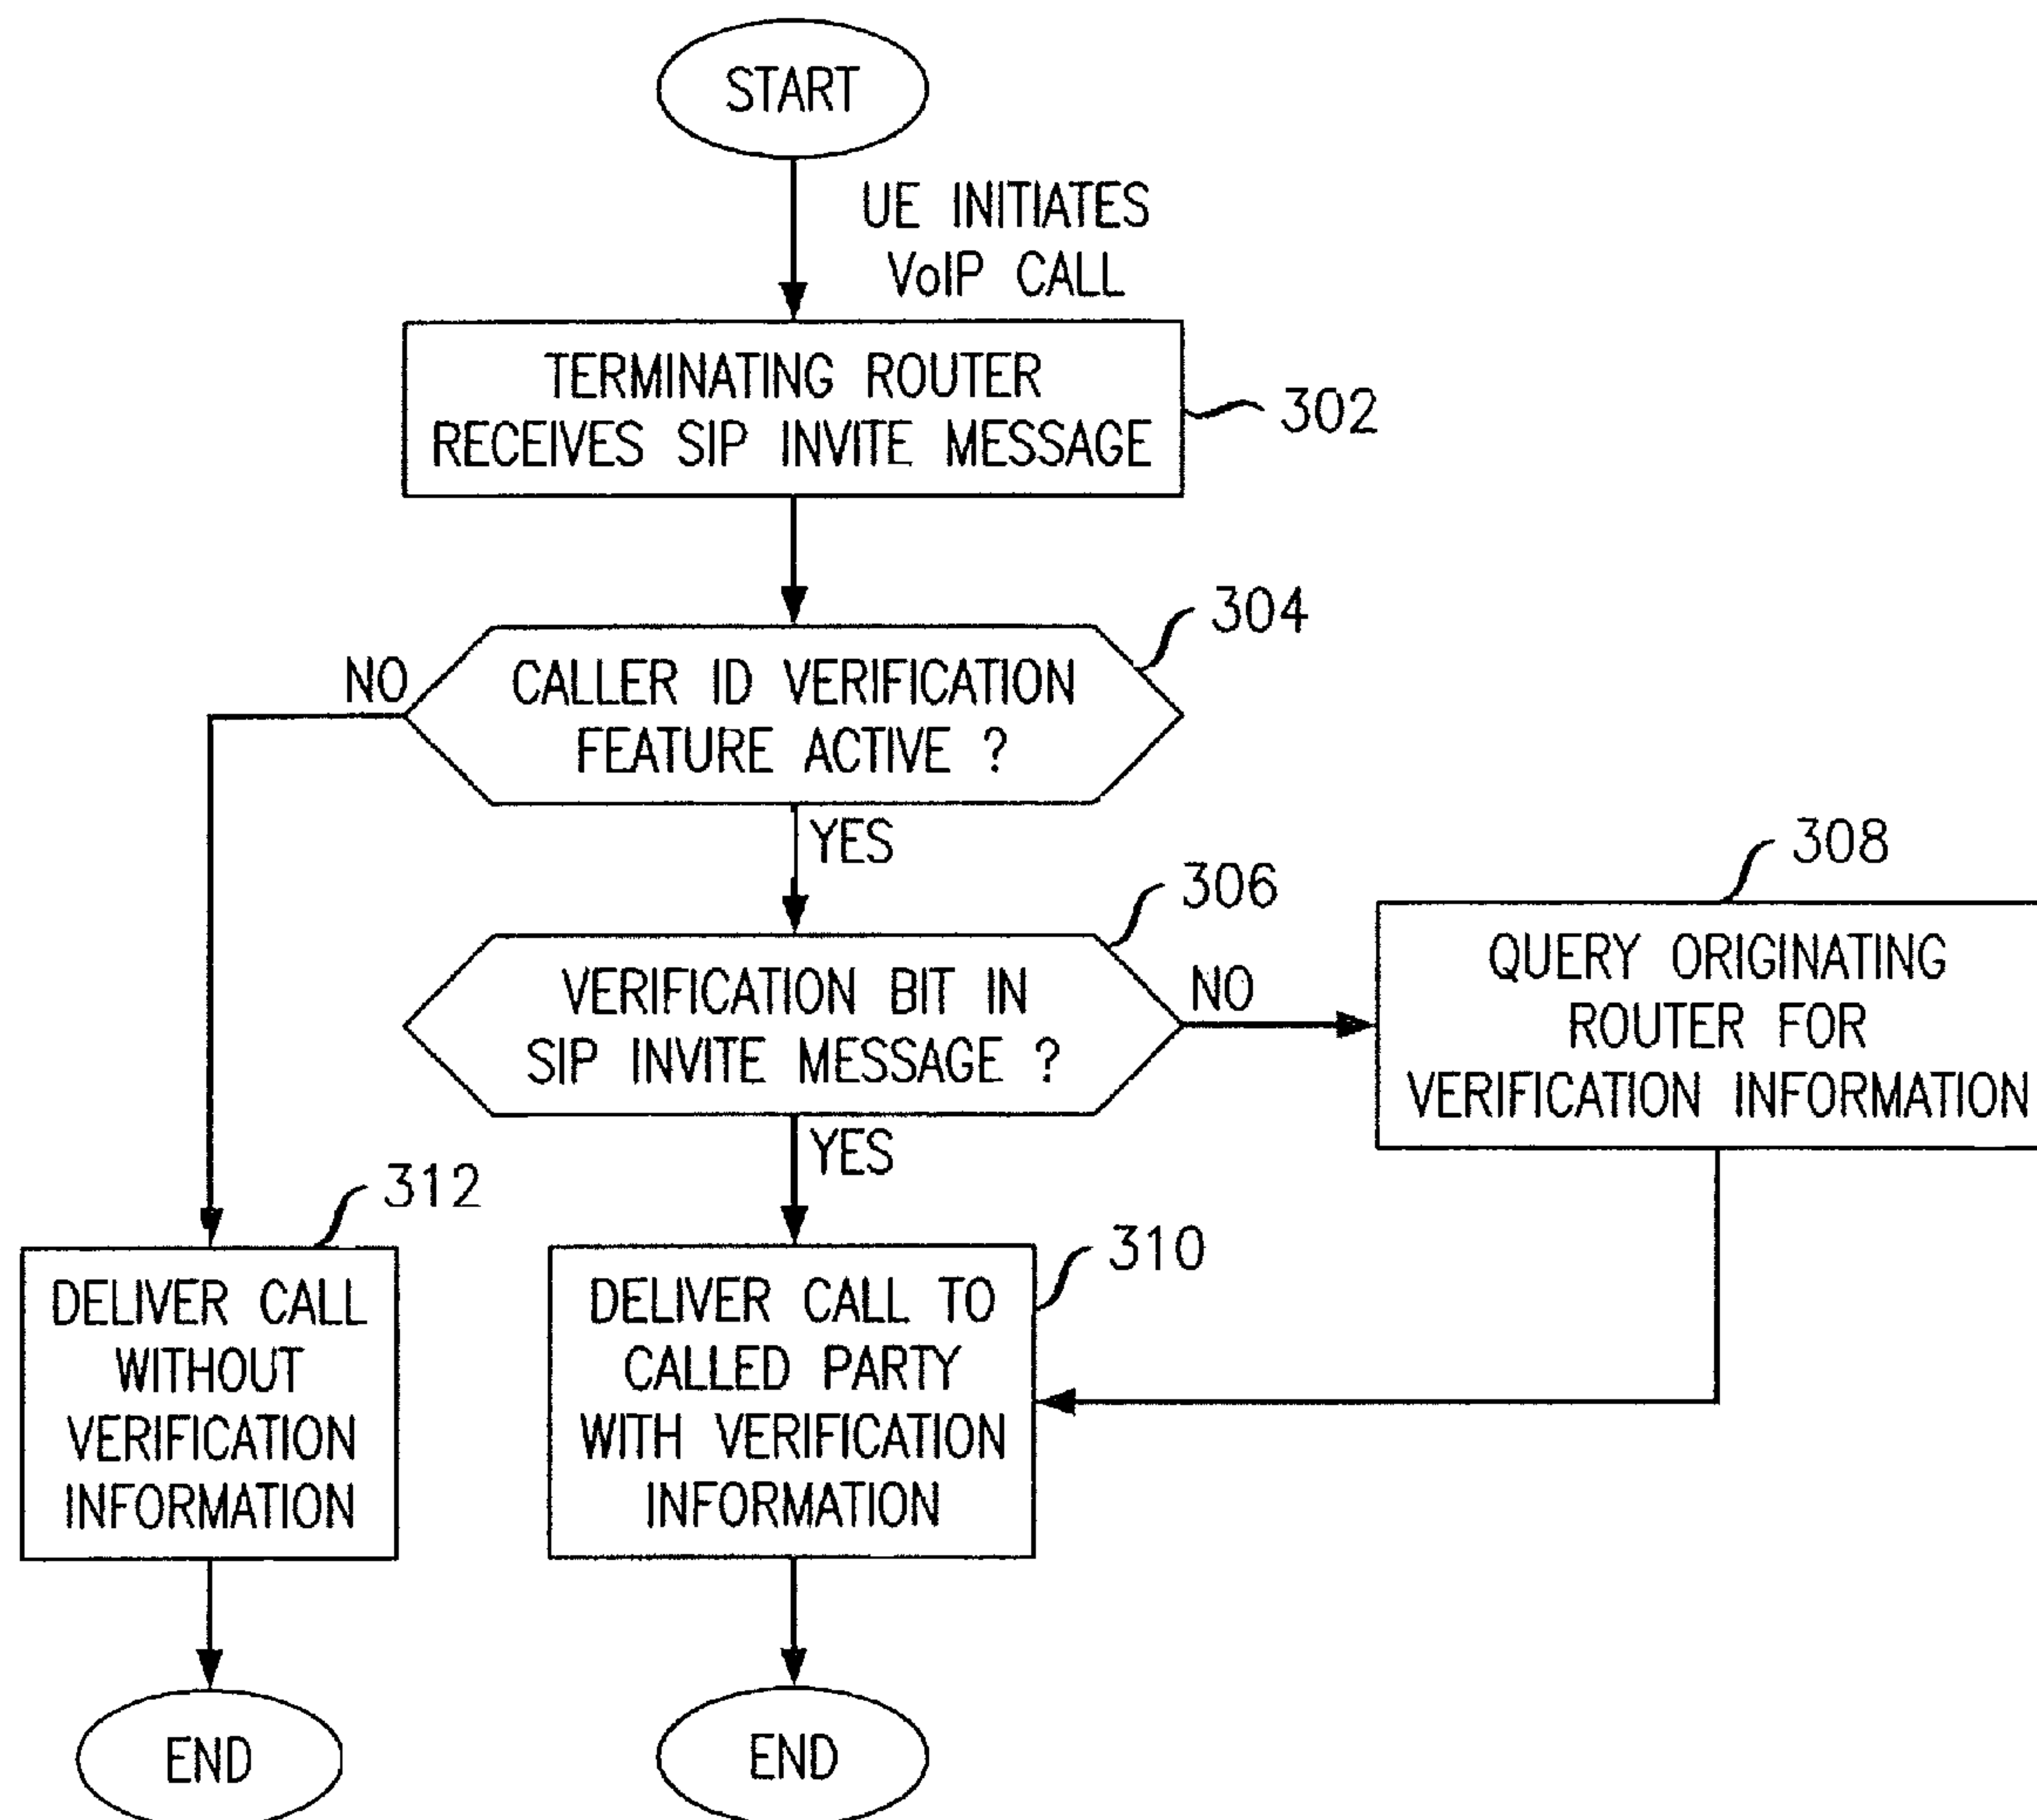 START
UE INITIATES
VoIP CALL
TERMINATING ROUTER
RECEIVES SIP INVITE MESSAGE
302
304
NO
CALLER ID VERIFICATION
FEATURE ACTIVE ?
YES
306
308
VERIFICATION BIT IN
SIP INVITE MESSAGE ?
NO
QUERY ORIGINATING
ROUTER FOR
VERIFICATION INFORMATION
YES
312
310
DELIVER CALL
WITHOUT
VERIFICATION
INFORMATION
DELIVER CALL TO
CALLED PARTY
WITH VERIFICATION
INFORMATION
END
END